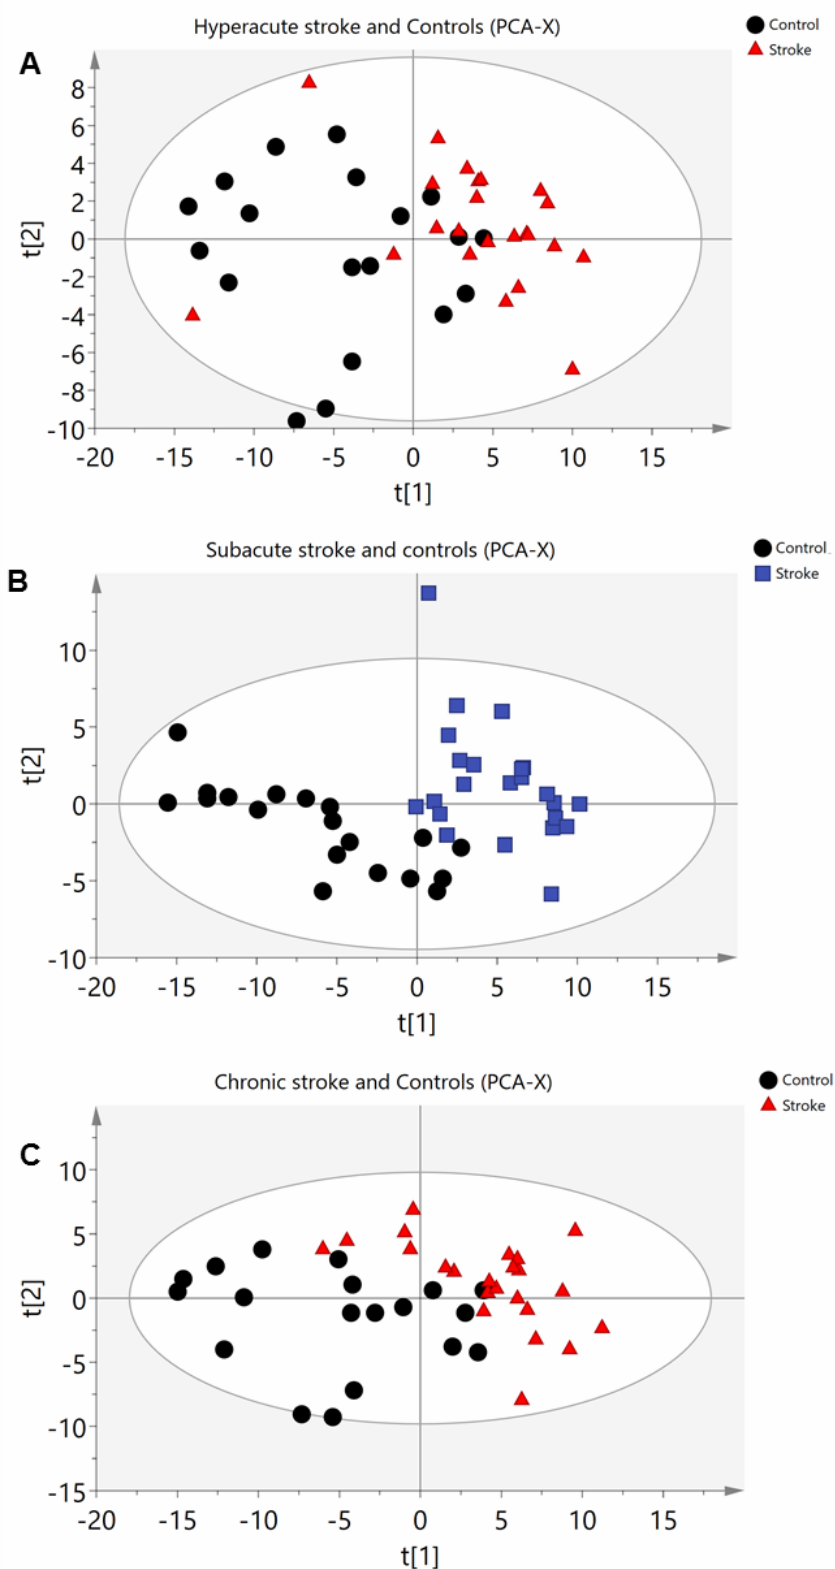 Hyperacute stroke and Controls (PCA-X)
Control
Stroke
A
8
6
4
2
0
-2
-4
-6
-8
-10
t[2]
-20 -15 -10 -5 0 5 10 15
t[1]
Subacute stroke and controls (PCA-X)
Control
Stroke
B
10
5
0
-5
-10
t[2]
-20 -15 -10 -5 0 5 10 15
t[1]
Chronic stroke and Controls (PCA-X)
Control
Stroke
C
10
5
0
-5
-10
-15
t[2]
-20 -15 -10 -5 0 5 10 15
t[1]